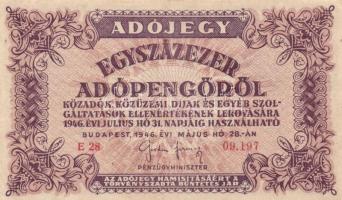 ADÓJEGY
EGYSZÁZEZER
ADÓPENGŐRŐL
KÖZADÓK, KÖZÜZEMI DIJAK ÉS EGYÉB SZOL-
GÁLTATÁSOK ELLENÉRTÉKÉNEK LEROVÁSÁRA
1946. ÉVI JÚLIUS HÓ 31. NAPJÁIG HASZNÁLHATÓ
BUDAPEST, 1946. ÉVI MÁJUS HÓ 28.-ÁN
E 28 09.197
PÉNZÜGYMINISZTER
AZ ADÓJEGY HAMISÍTÁSÁÉRT A
TÖRVÉNYSZABTA BÜNTETÉS JÁR